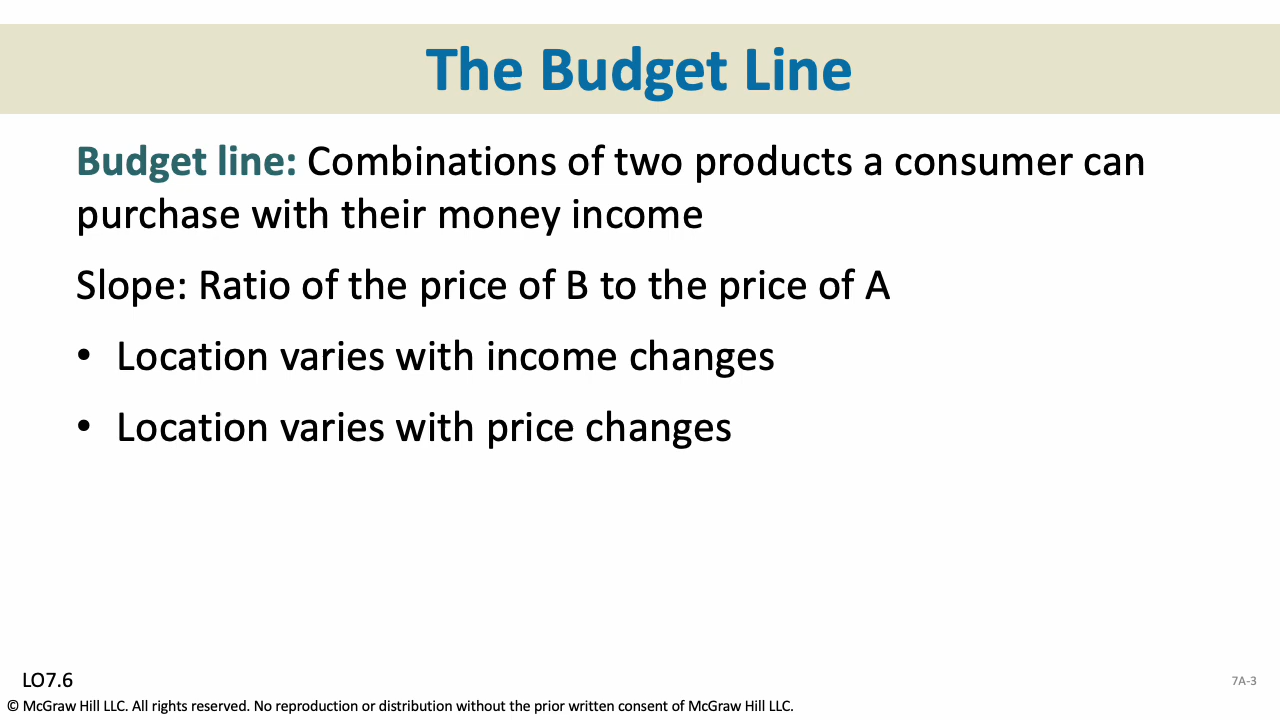 The Budget Line
Budget line: Combinations of two products a consumer can
purchase with their money income
Slope: Ratio of the price of B to the price of A
• Location varies with income changes
• Location varies with price changes
LO7.6
7A-3
© McGraw Hill LLC. All rights reserved. No reproduction or distribution without the prior written consent of McGraw Hill LLC.